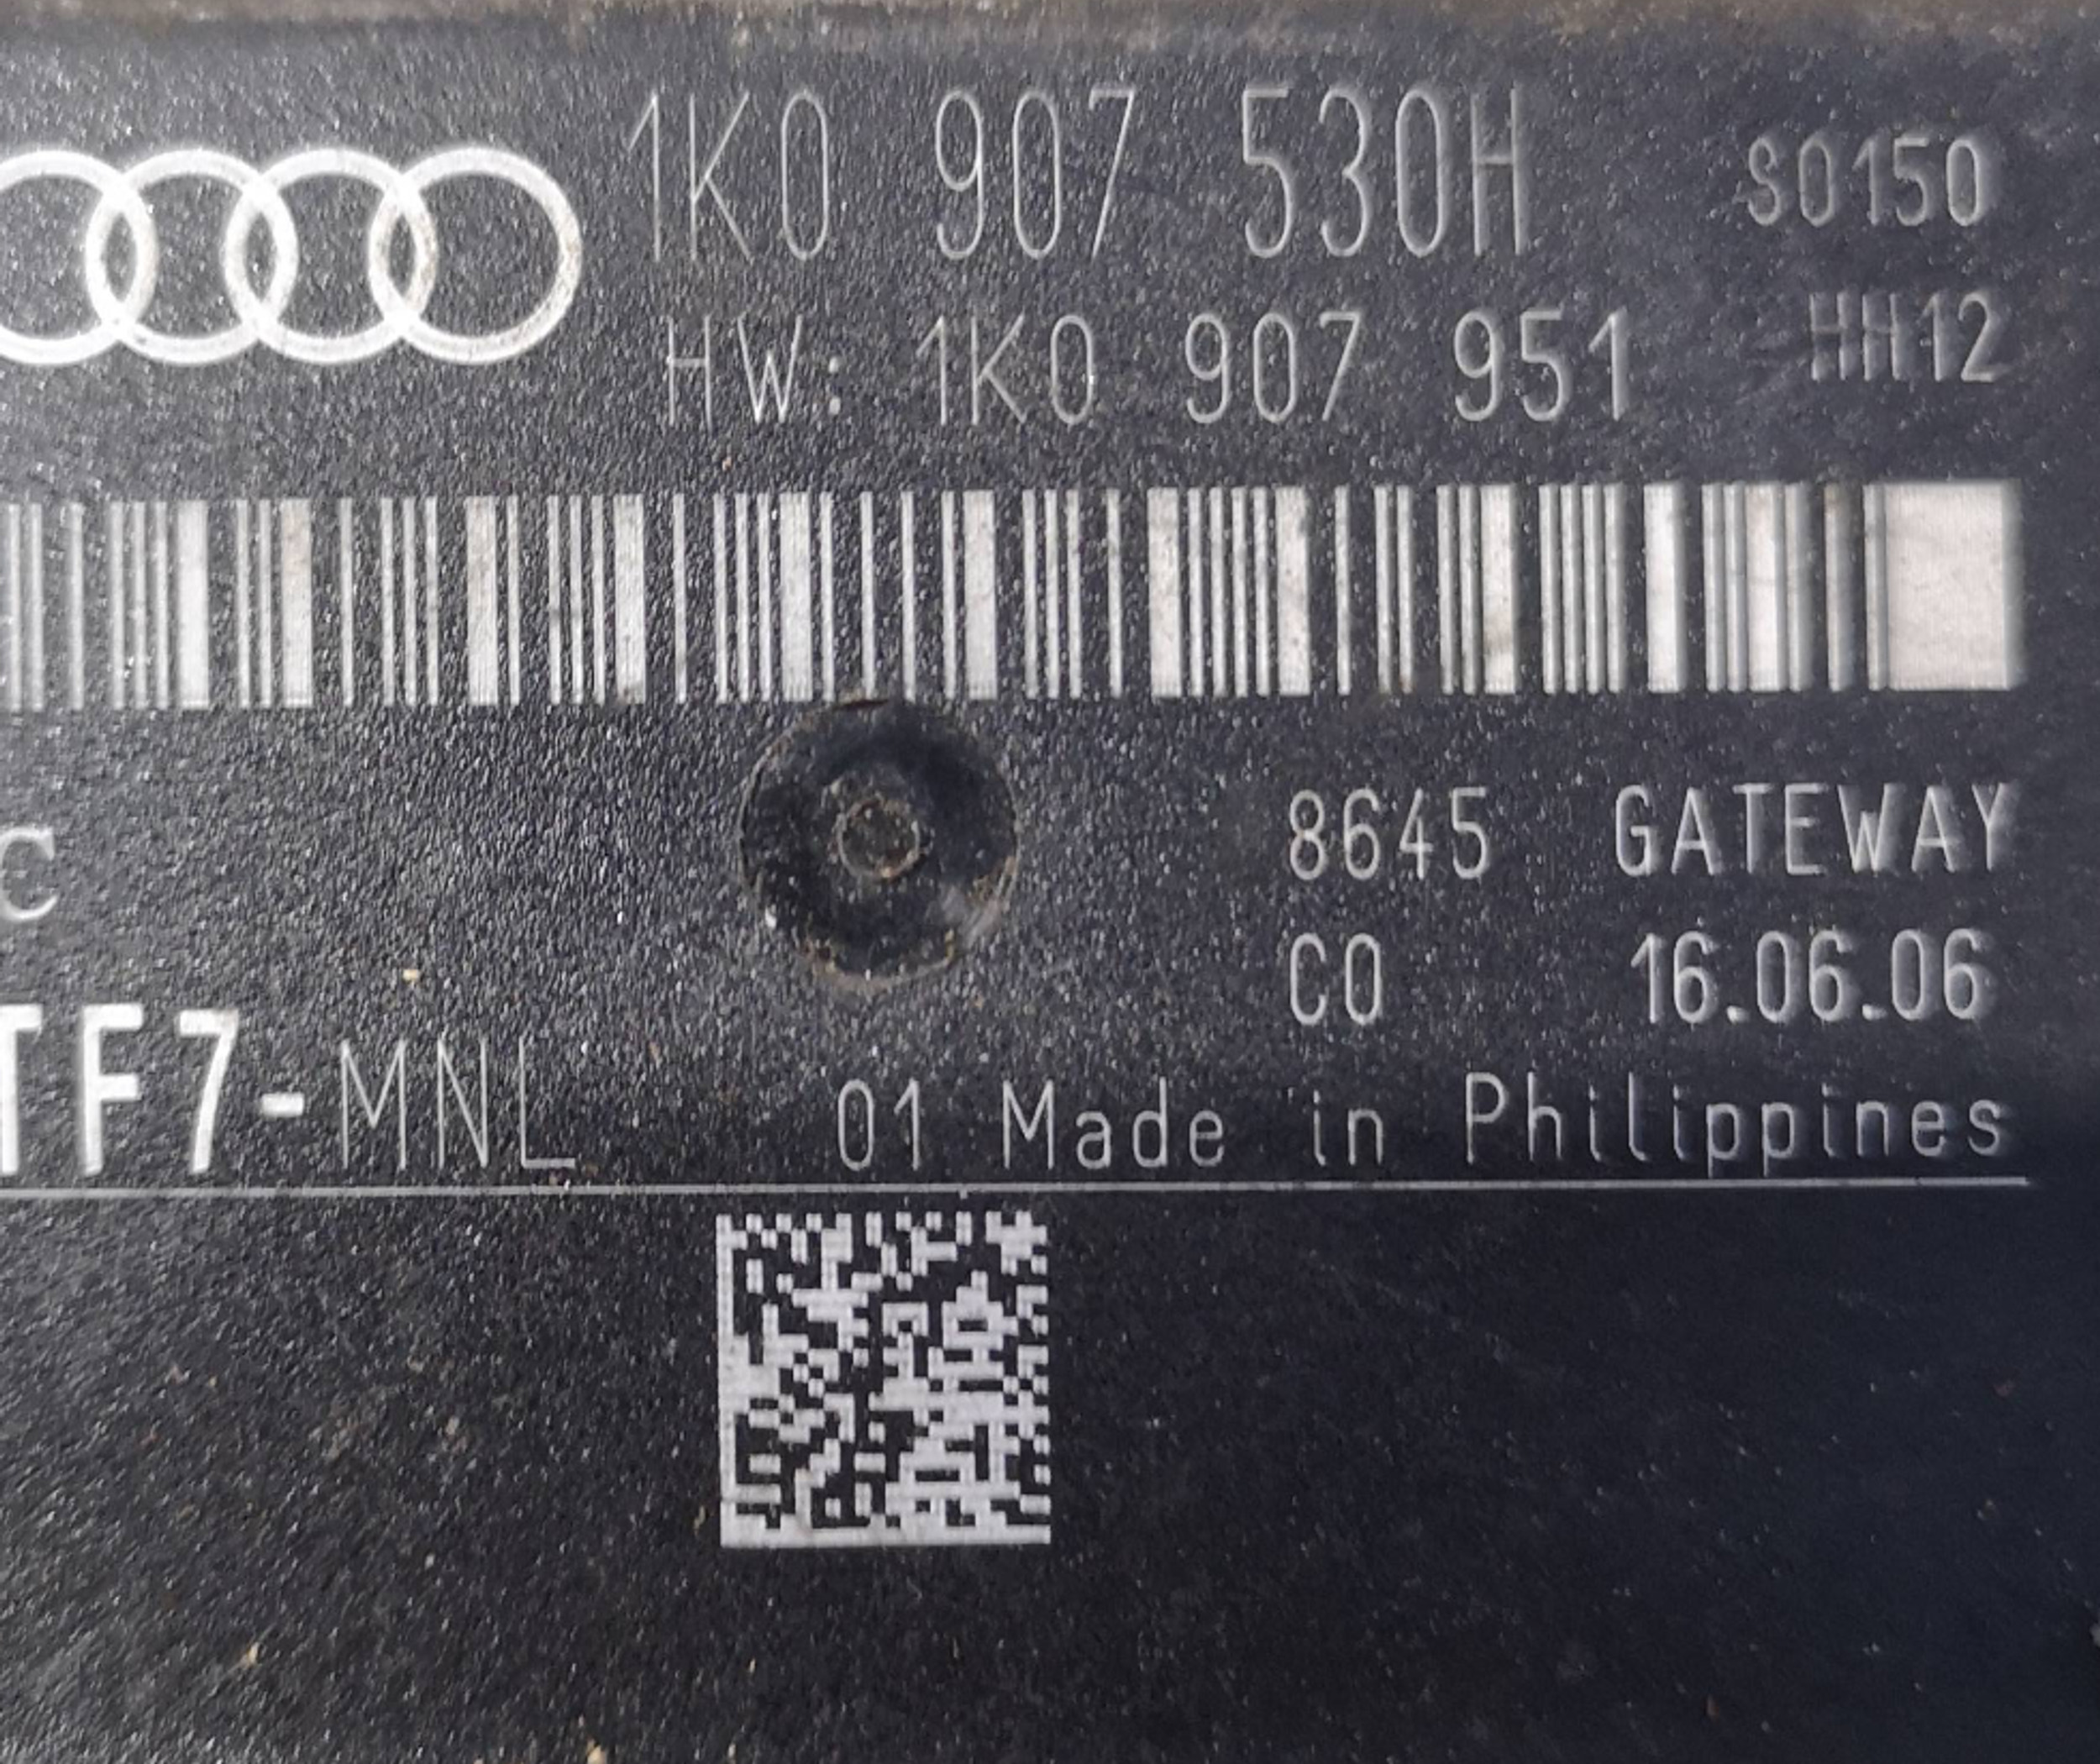 1K0 907 530H S0150
HW: 1K0 907 951 HH12
C 8645 GATEWAY
C0 16.06.06
TF7-MNL 01 Made in Philippines